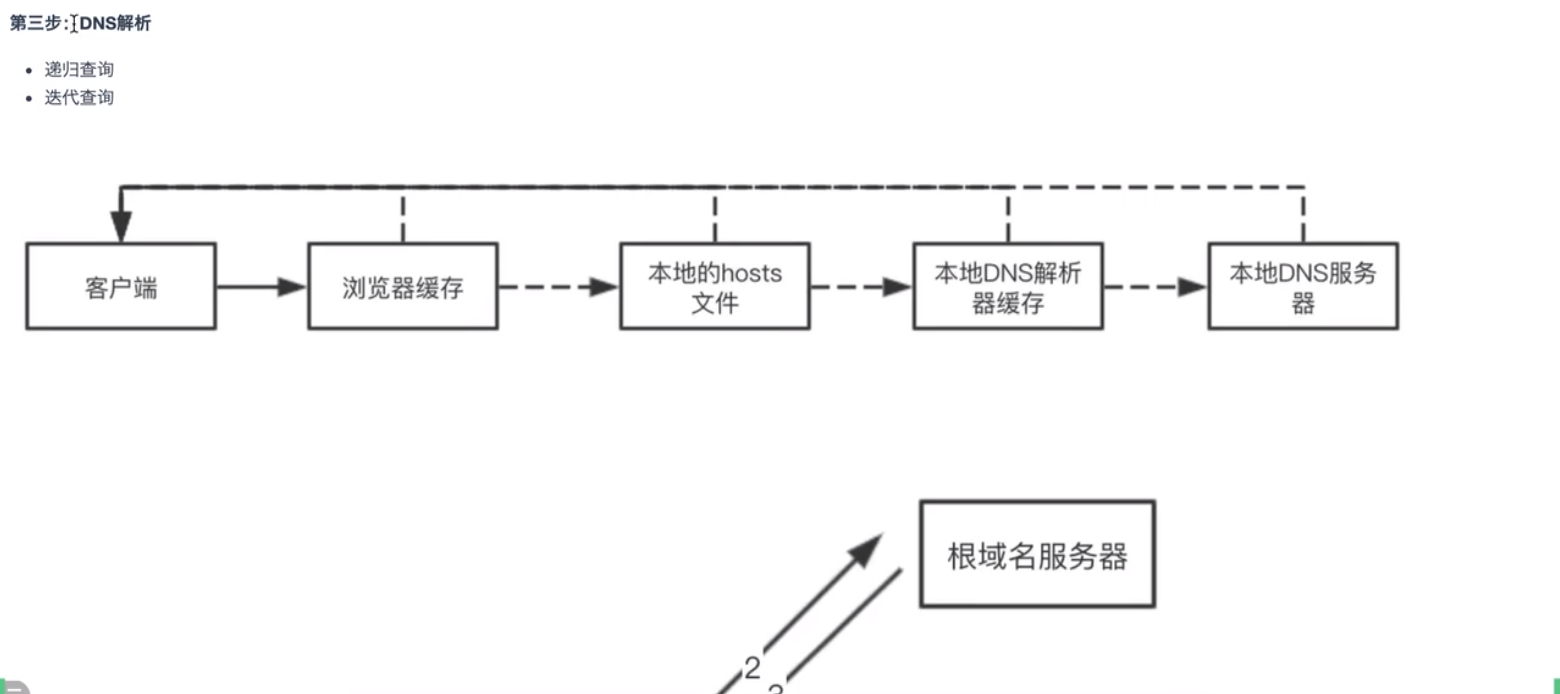 第三步:DNS解析
递归查询
迭代查询
客户端
浏览器缓存
本地的hosts
文件
本地DNS解析
器缓存
本地DNS服务
器
根域名服务器
2